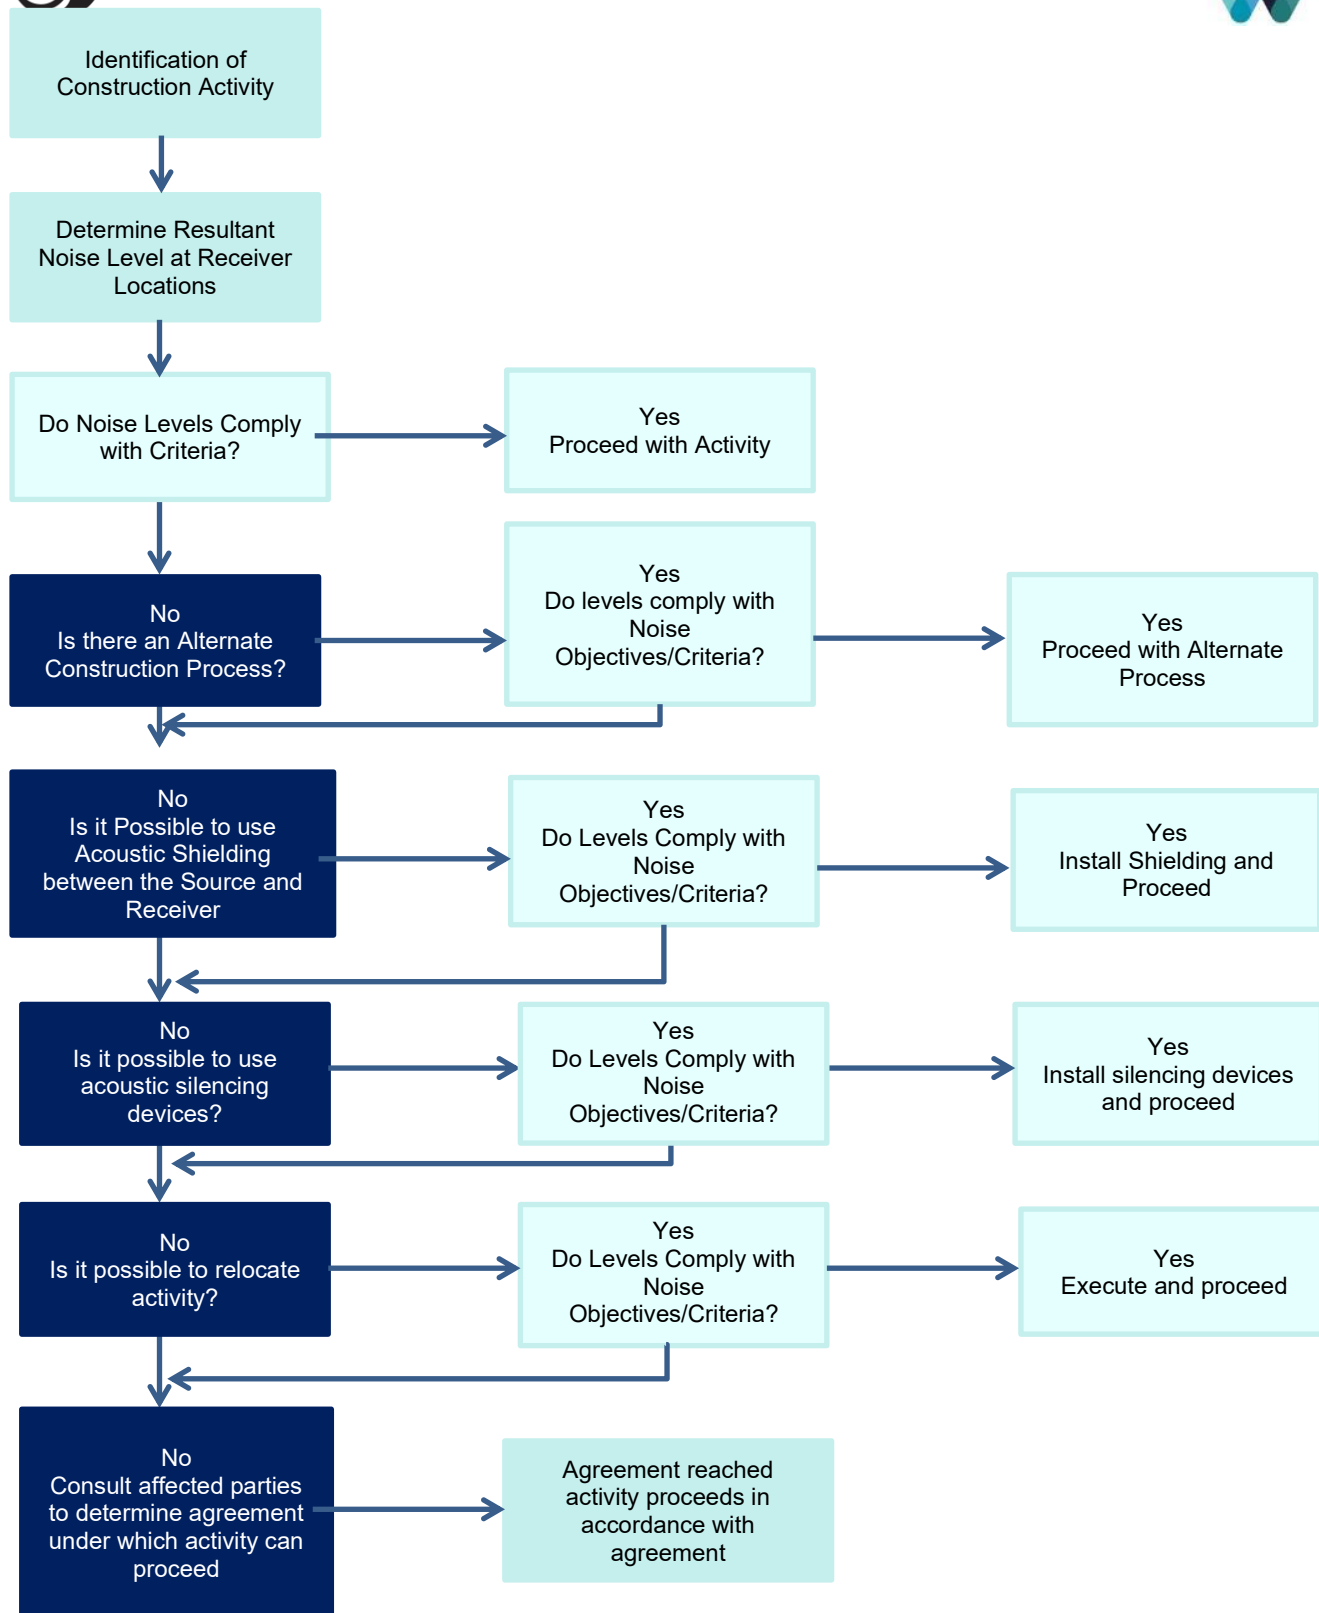 Identification of
Construction Activity
Determine Resultant
Noise Level at Receiver
Locations
Do Noise Levels Comply
with Criteria?
Yes
Proceed with Activity
No
Is there an Alternate
Construction Process?
Yes
Do levels comply with
Noise
Objectives/Criteria?
Yes
Proceed with Alternate
Process
No
Is it Possible to use
Acoustic Shielding
between the Source and
Receiver
Yes
Do Levels Comply with
Noise
Objectives/Criteria?
Yes
Install Shielding and
Proceed
No
Is it possible to use
acoustic silencing
devices?
Yes
Do Levels Comply with
Noise
Objectives/Criteria?
Yes
Install silencing devices
and proceed
No
Is it possible to relocate
activity?
Yes
Do Levels Comply with
Noise
Objectives/Criteria?
Yes
Execute and proceed
No
Consult affected parties
to determine agreement
under which activity can
proceed
Agreement reached
activity proceeds in
accordance with
agreement